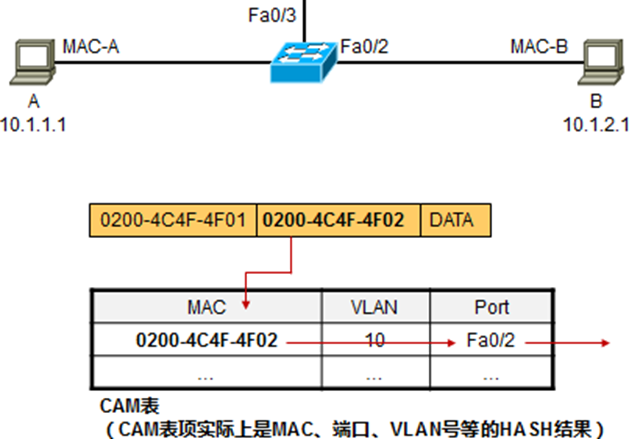 Fa0/3
MAC-A
Fa0/2
MAC-B
A
10.1.1.1
B
10.1.2.1
0200-4C4F-4F01 0200-4C4F-4F02 DATA
MAC VLAN Port
0200-4C4F-4F02 10 Fa0/2
... ... ...
CAM表
（CAM表项实际上是MAC、端口、VLAN号等的HASH结果）